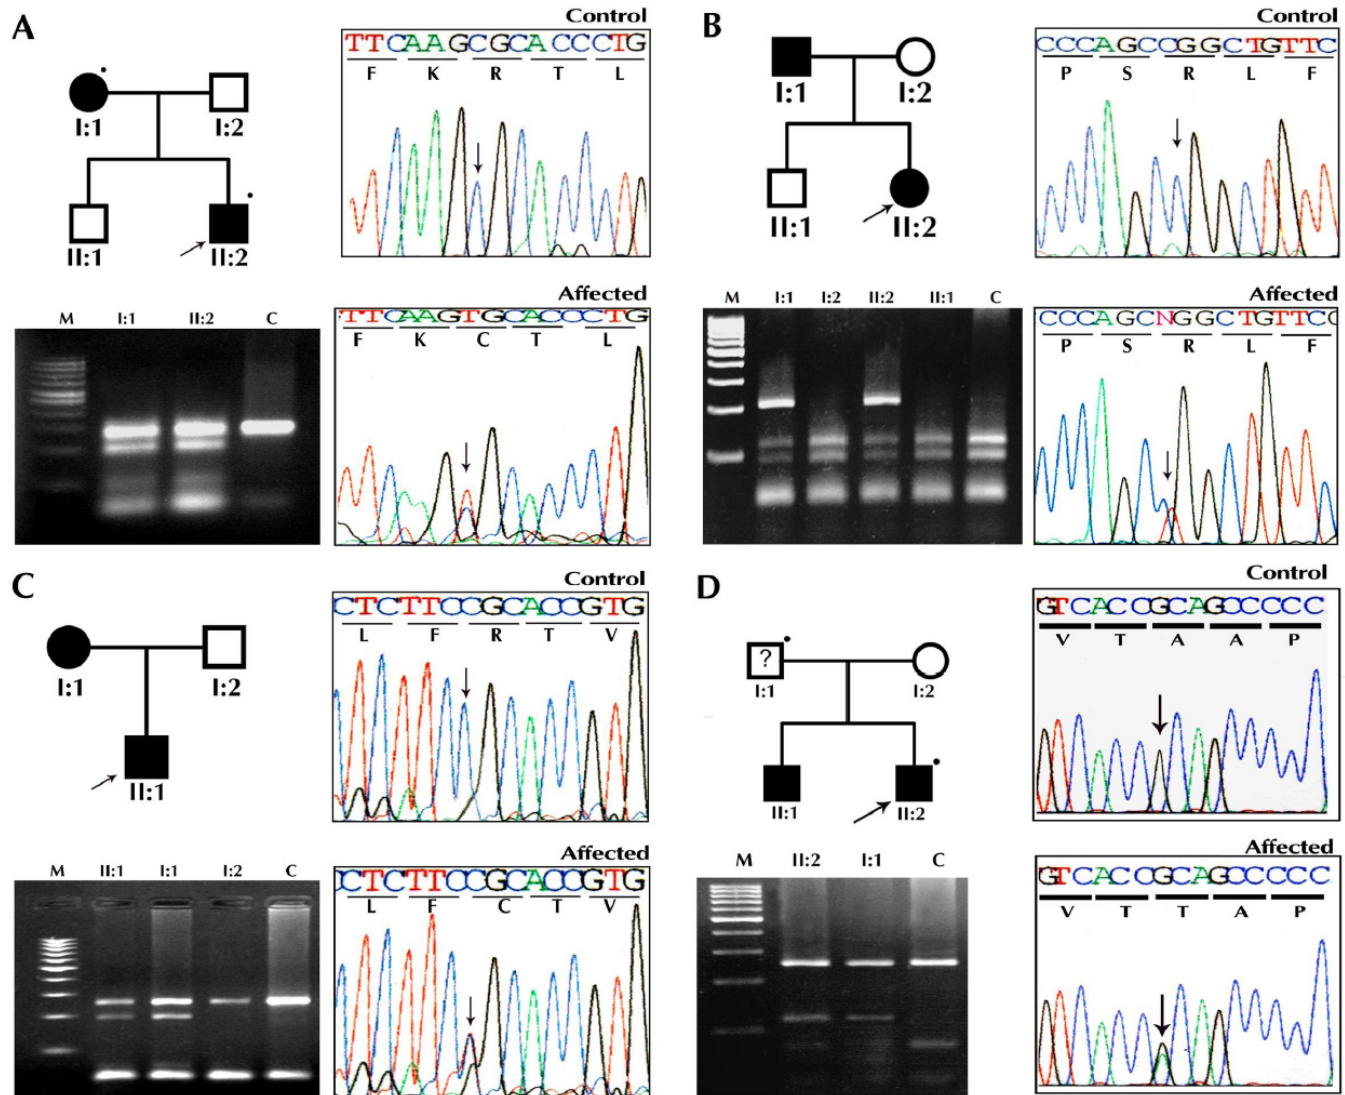 A
I:1
I:2
II:1
II:2
Control
TTCAAGCGCACCCTG
F K R T L
M I:1 II:2 C
Affected
TTCAAGTGCACCCTG
F K C T L
B
I:1
I:2
II:1
II:2
Control
CCCAGCCGGCTGTTC
P S R L F
M I:1 I:2 II:2 II:1 C
Affected
CCCAGCNGGCTGTTCC
P S R L F
C
I:1
I:2
II:1
Control
CTCTTCCGCACCGTG
L F R T V
M II:1 I:1 I:2 C
Affected
CTCTTCCGCACCGTG
L F C T V
D
?
I:1
I:2
II:1
II:2
Control
GTCACCGCAGCCCCC
V T A A P
M II:2 I:1 C
Affected
GTCACCGCAGCCCCC
V T T A P